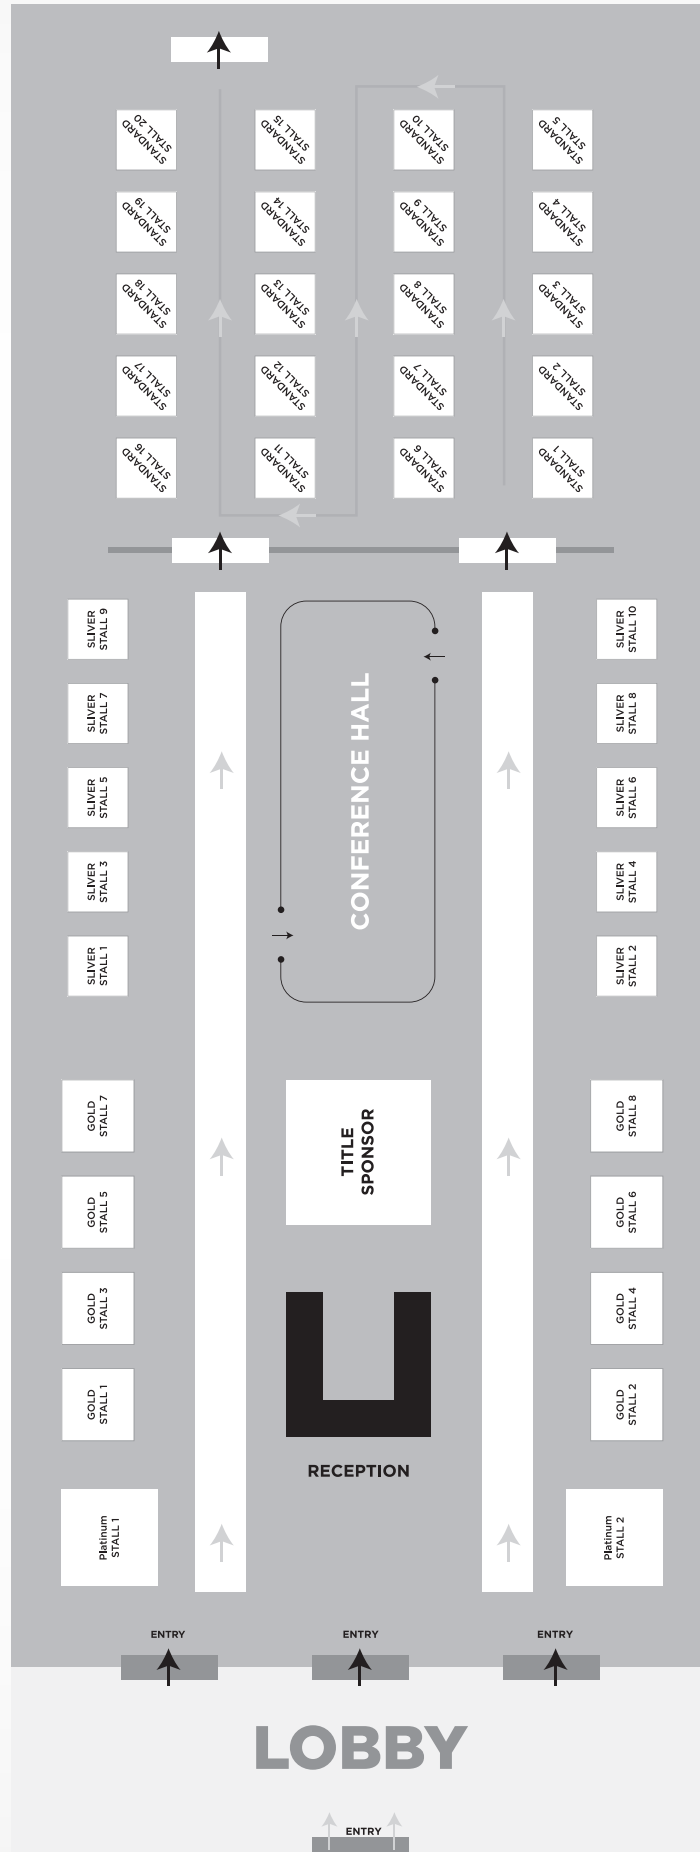 STANDARD
STALL 20
STANDARD
STALL 15
STANDARD
STALL 10
STANDARD
STALL 5
STANDARD
STALL 19
STANDARD
STALL 14
STANDARD
STALL 9
STANDARD
STALL 4
STANDARD
STALL 18
STANDARD
STALL 13
STANDARD
STALL 8
STANDARD
STALL 3
STANDARD
STALL 17
STANDARD
STALL 12
STANDARD
STALL 7
STANDARD
STALL 2
STANDARD
STALL 16
STANDARD
STALL 11
STANDARD
STALL 6
STANDARD
STALL 1
SLIVER
STALL 9
SLIVER
STALL 10
SLIVER
STALL 7
SLIVER
STALL 8
CONFERENCE HALL
SLIVER
STALL 5
SLIVER
STALL 6
SLIVER
STALL 3
SLIVER
STALL 4
SLIVER
STALL 1
SLIVER
STALL 2
GOLD
STALL 7
TITLE
SPONSOR
GOLD
STALL 8
GOLD
STALL 5
GOLD
STALL 6
GOLD
STALL 3
GOLD
STALL 4
GOLD
STALL 1
GOLD
STALL 2
RECEPTION
Platinum
STALL 1
Platinum
STALL 2
ENTRY
ENTRY
ENTRY
LOBBY
ENTRY